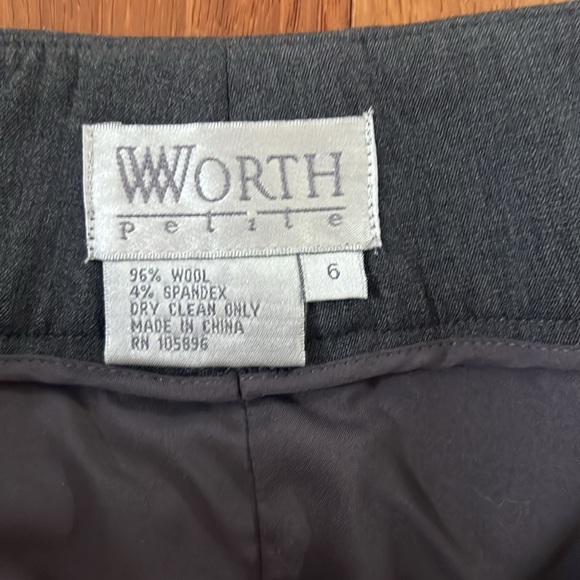 WORTH
petite
6
96% WOOL
4% SPANDEX
DRY CLEAN ONLY
MADE IN CHINA
RN 105896